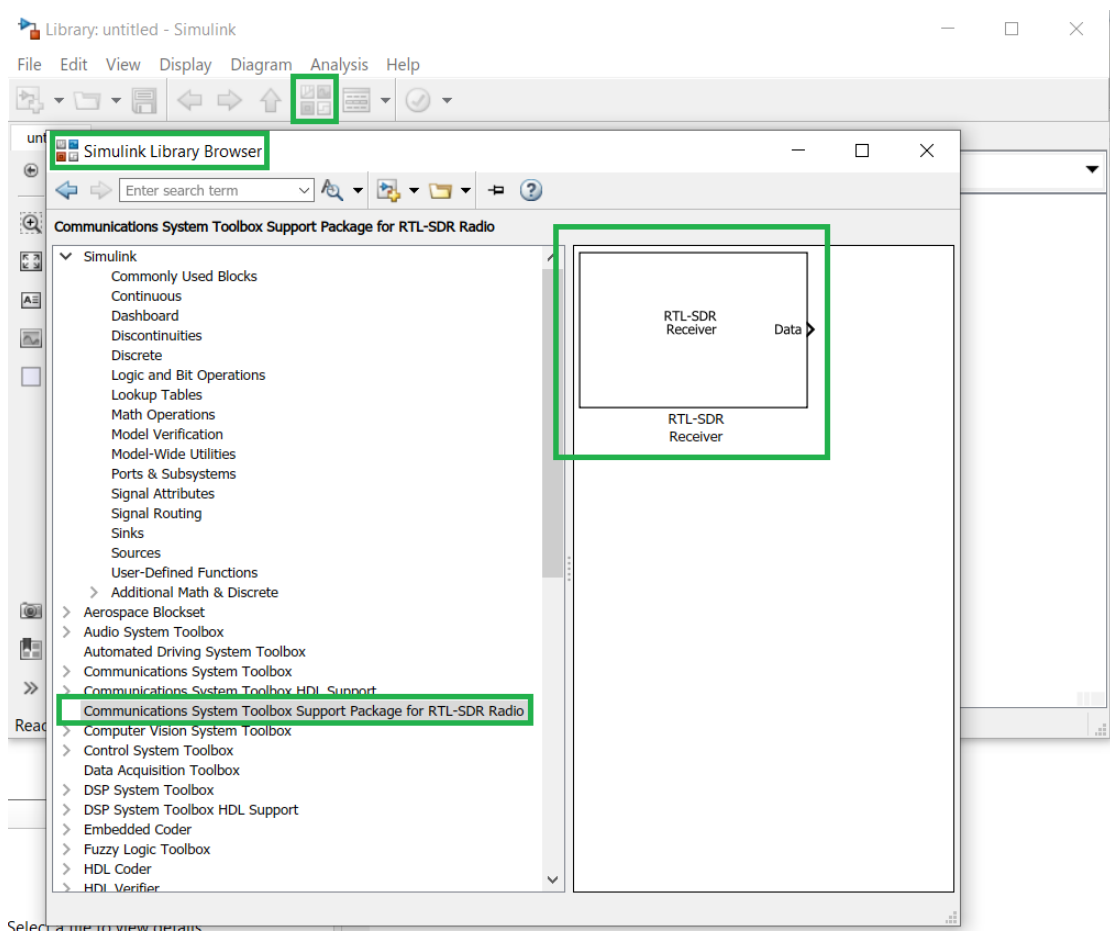 Library: untitled - Simulink
File Edit View Display Diagram Analysis Help
Simulink Library Browser
Enter search term
Communications System Toolbox Support Package for RTL-SDR Radio
Simulink
Commonly Used Blocks
Continuous
Dashboard
Discontinuities
Discrete
Logic and Bit Operations
Lookup Tables
Math Operations
Model Verification
Model-Wide Utilities
Ports & Subsystems
Signal Attributes
Signal Routing
Sinks
Sources
User-Defined Functions
Additional Math & Discrete
Aerospace Blockset
Audio System Toolbox
Automated Driving System Toolbox
Communications System Toolbox
Communications System Toolbox HDL Support
Communications System Toolbox Support Package for RTL-SDR Radio
Computer Vision System Toolbox
Control System Toolbox
Data Acquisition Toolbox
DSP System Toolbox
DSP System Toolbox HDL Support
Embedded Coder
Fuzzy Logic Toolbox
HDL Coder
HDL Verifier
RTL-SDR
Receiver
Data
RTL-SDR
Receiver
Select a file to view details